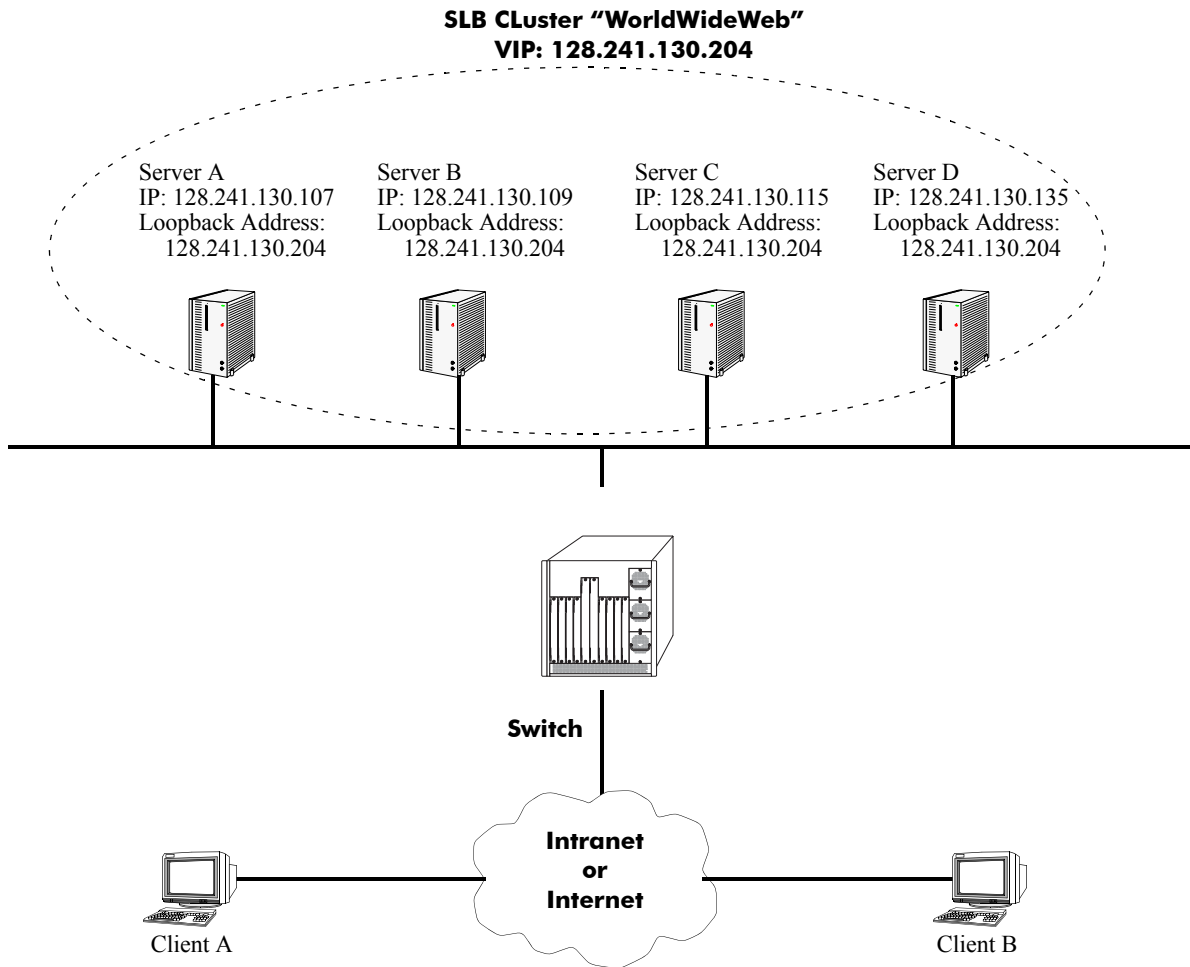 SLB CLuster “WorldWideWeb”
VIP: 128.241.130.204
Server A
IP: 128.241.130.107
Loopback Address:
128.241.130.204
Server B
IP: 128.241.130.109
Loopback Address:
128.241.130.204
Server C
IP: 128.241.130.115
Loopback Address:
128.241.130.204
Server D
IP: 128.241.130.135
Loopback Address:
128.241.130.204
Switch
Intranet
or
Internet
Client A
Client B